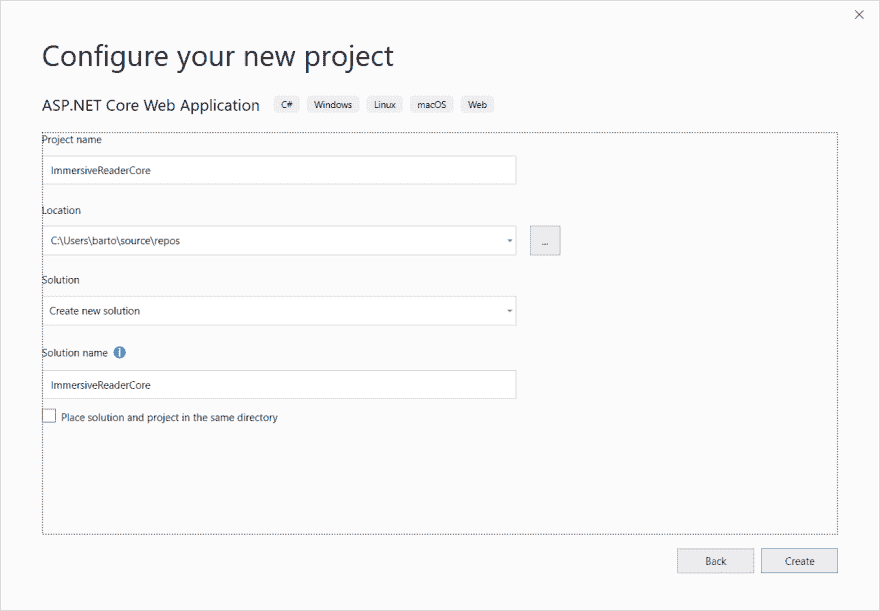 Configure your new project
ASP.NET Core Web Application C# Windows Linux macOS Web
Project name
ImmersiveReaderCore
Location
C:\Users\barto\source\repos
...
Solution
Create new solution
Solution name
ImmersiveReaderCore
Place solution and project in the same directory
Back Create